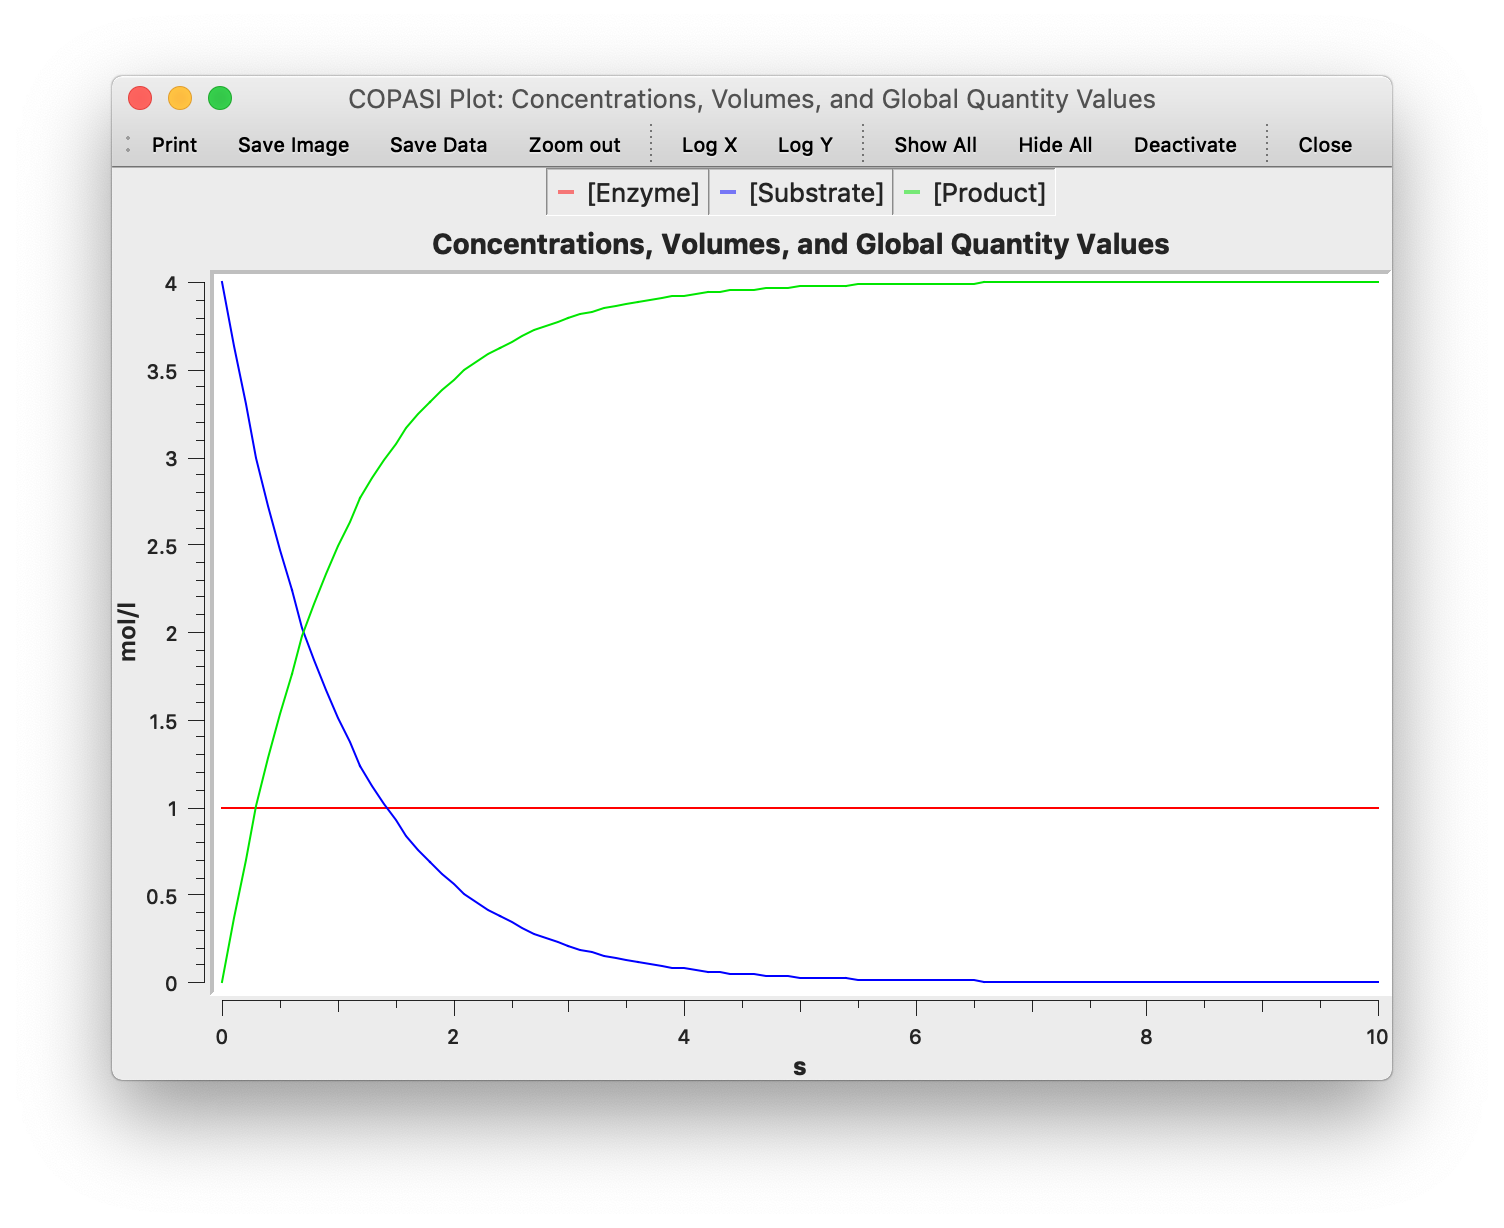 COPASI Plot: Concentrations, Volumes, and Global Quantity Values
Print Save Image Save Data Zoom out Log X Log Y Show All Hide All Deactivate Close
[Enzyme] [Substrate] [Product]
Concentrations, Volumes, and Global Quantity Values
4
3.5
3
2.5
2
1.5
1
0.5
0
mol/l
0 2 4 6 8 10
s